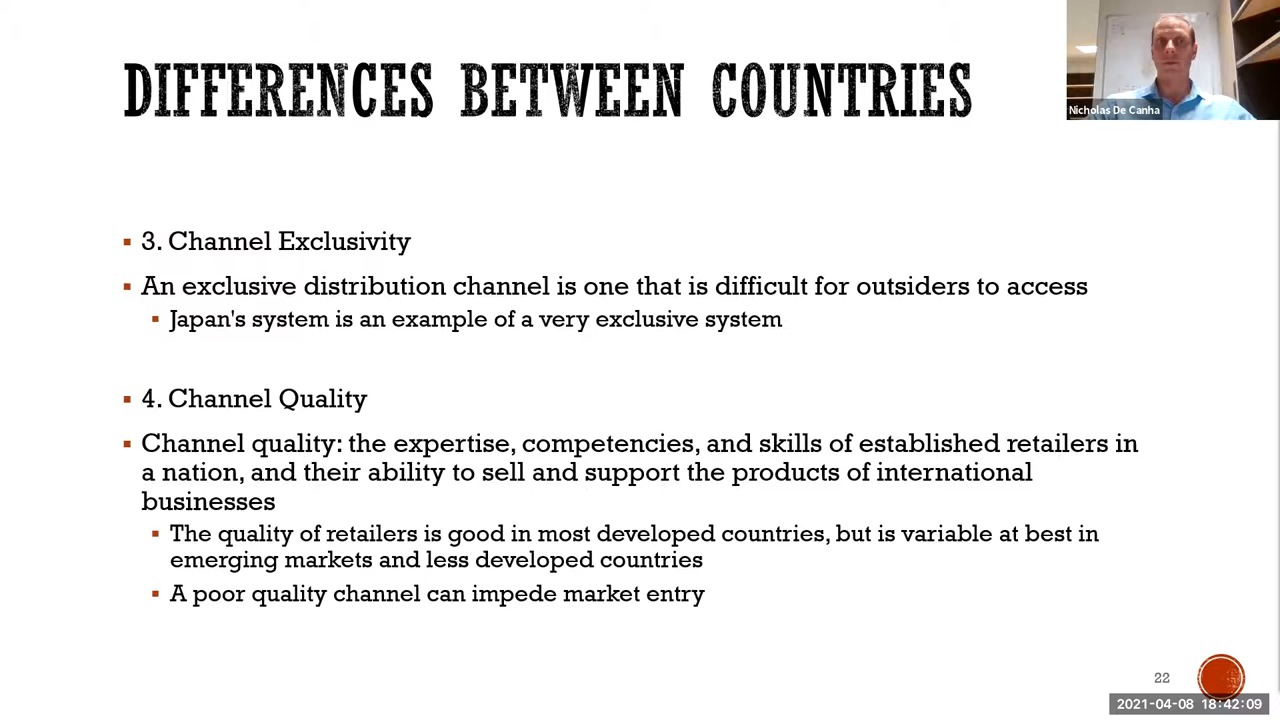 DIFFERENCES BETWEEN COUNTRIES
Nicholas De Canha
3. Channel Exclusivity
An exclusive distribution channel is one that is difficult for outsiders to access
Japan's system is an example of a very exclusive system
4. Channel Quality
Channel quality: the expertise, competencies, and skills of established retailers in
a nation, and their ability to sell and support the products of international
businesses
The quality of retailers is good in most developed countries, but is variable at best in
emerging markets and less developed countries
A poor quality channel can impede market entry
22
2021-04-08 18:42:09